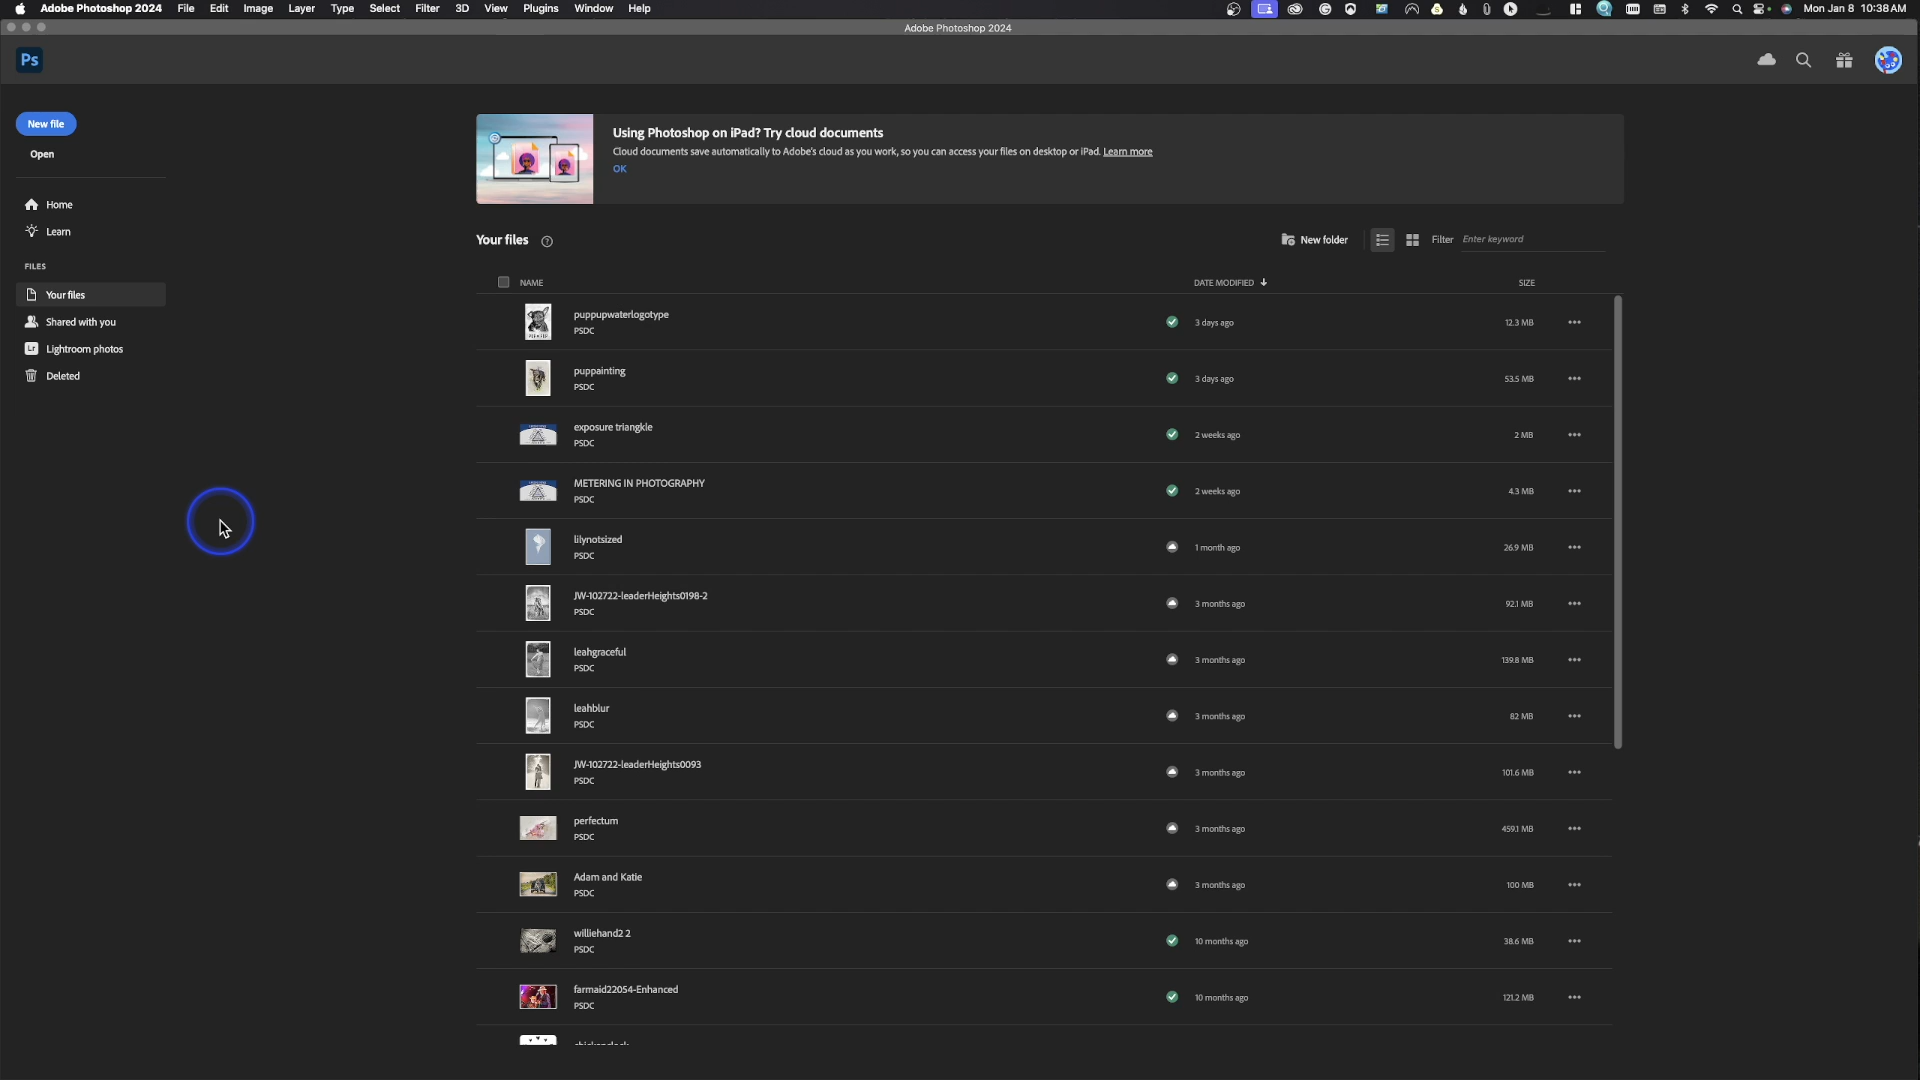 Adobe Photoshop 2024 File Edit Image Layer Type Select Filter 3D View Plugins Window Help Mon Jan 8 10:38 AM
Adobe Photoshop 2024
Ps
New file
Open
Home
Learn
FILES
Your files
Shared with you
Lr Lightroom photos
Deleted
Using Photoshop on iPad? Try cloud documents
Cloud documents save automatically to Adobe's cloud as you work, so you can access your files on desktop or iPad. Learn more
OK
Your files ? New folder Filter Enter keyword
NAME DATE MODIFIED SIZE
puppupwaterlogotype
PSDC
3 days ago 12.3 MB
puppainting
PSDC
3 days ago 53.5 MB
exposure triangkle
PSDC
2 weeks ago 2 MB
METERING IN PHOTOGRAPHY
PSDC
2 weeks ago 4.3 MB
lilynotsized
PSDC
1 month ago 26.9 MB
JW-102722-leaderHeights0198-2
PSDC
3 months ago 92.1 MB
leahgraceful
PSDC
3 months ago 139.8 MB
leahblur
PSDC
3 months ago 82 MB
JW-102722-leaderHeights0093
PSDC
3 months ago 101.6 MB
perfectum
PSDC
3 months ago 459.1 MB
Adam and Katie
PSDC
3 months ago 100 MB
williehand2 2
PSDC
10 months ago 38.6 MB
farmaid22054-Enhanced
PSDC
10 months ago 121.2 MB